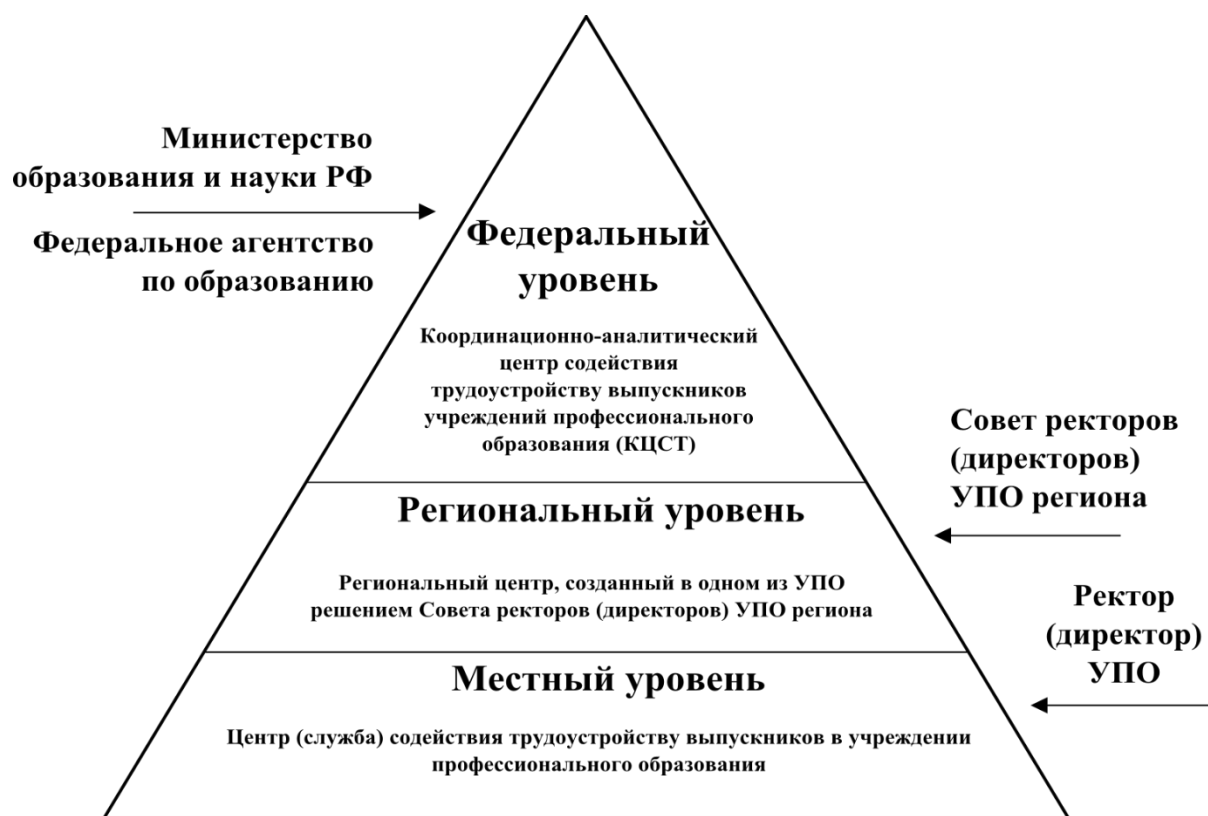 Министерство
образования и науки РФ
Федеральное агентство
по образованию
Федеральный
уровень
Координационно-аналитический
центр содействия
трудоустройству выпускников
учреждений профессионального
образования (КЦСТ)
Совет ректоров
(директоров)
УПО региона
Региональный уровень
Региональный центр, созданный в одном из УПО
решением Совета ректоров (директоров) УПО региона
Ректор
(директор)
УПО
Местный уровень
Центр (служба) содействия трудоустройству выпускников в учреждении
профессионального образования